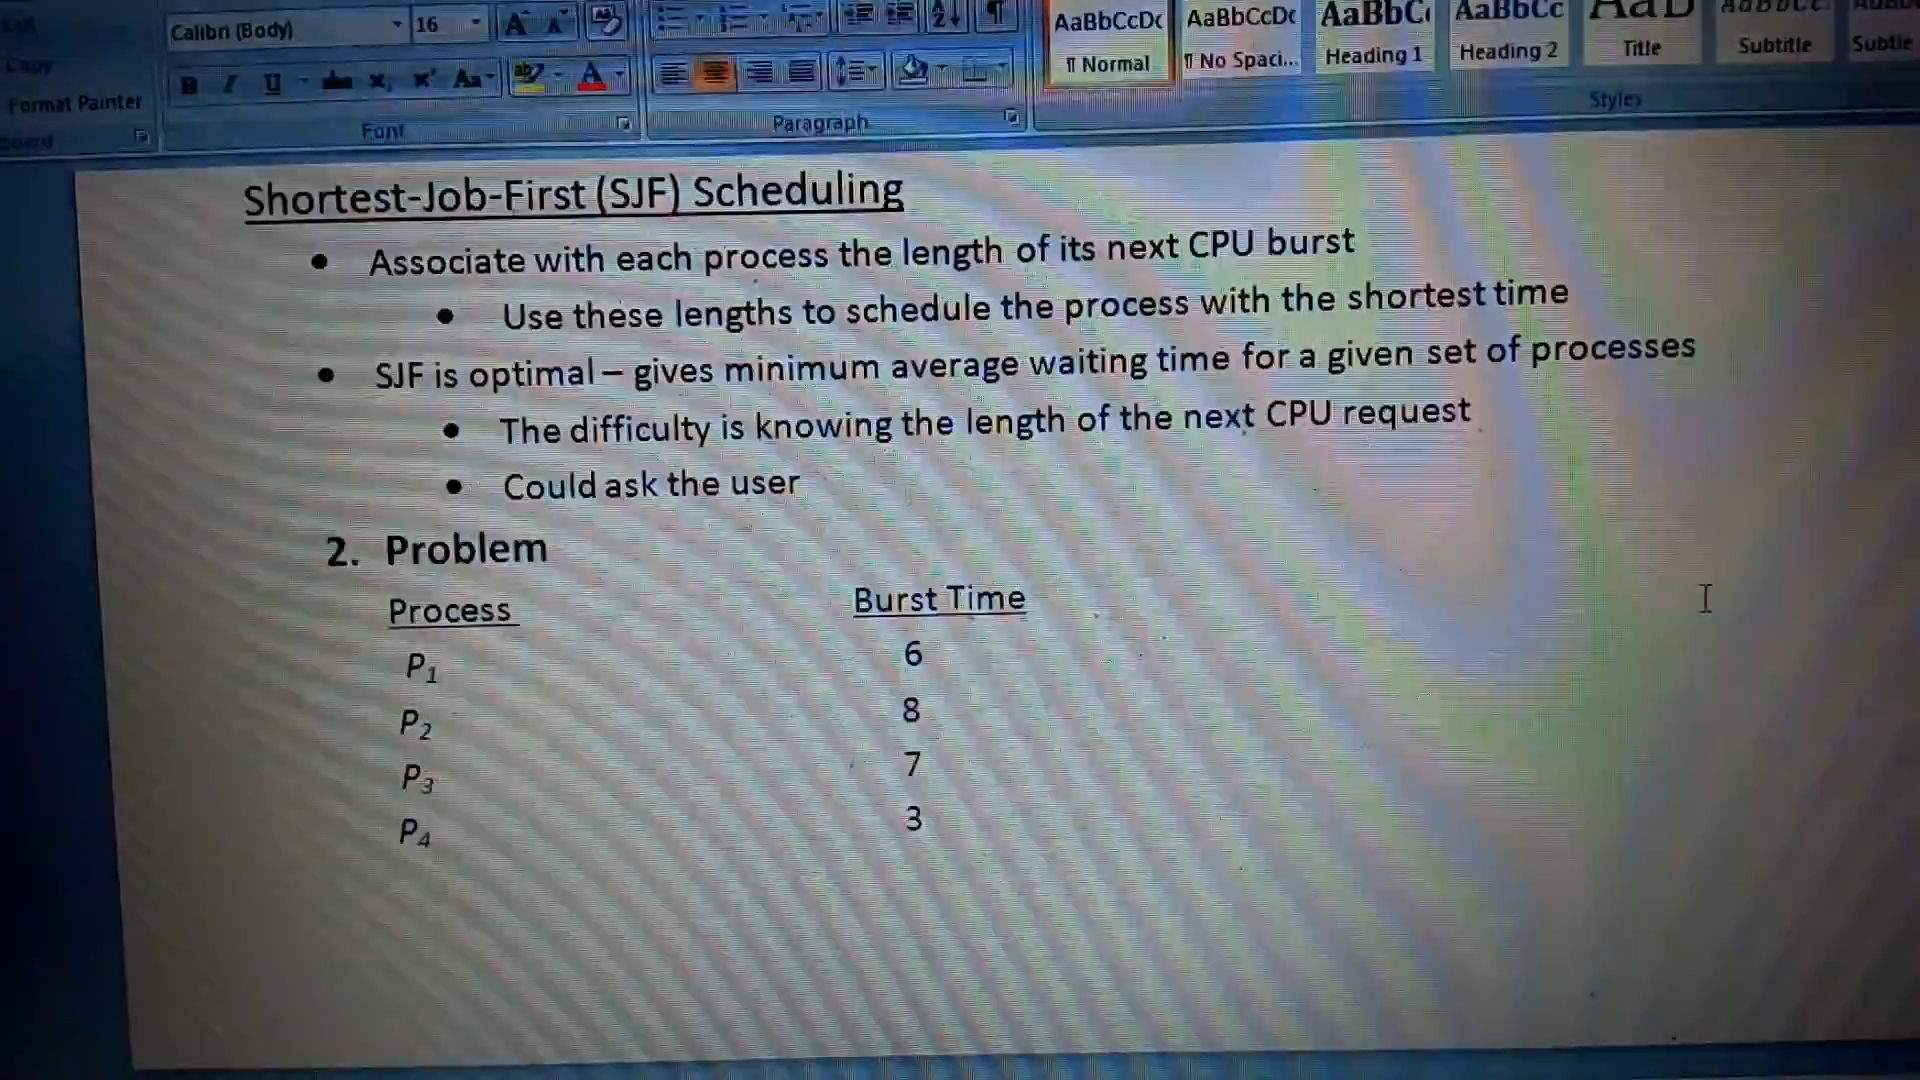 Copy
Calibri (Body) 16
Format Painter
Font Paragraph Styles
AaBbCcDc AaBbCcDc AaBbC AaBbCc AaB
¶ Normal ¶ No Spaci... Heading 1 Heading 2 Title Subtitle Subtle
Shortest-Job-First (SJF) Scheduling
• Associate with each process the length of its next CPU burst
• Use these lengths to schedule the process with the shortest time
• SJF is optimal – gives minimum average waiting time for a given set of processes
• The difficulty is knowing the length of the next CPU request
• Could ask the user
2. Problem
Process Burst Time
P1 6
P2 8
P3 7
P4 3